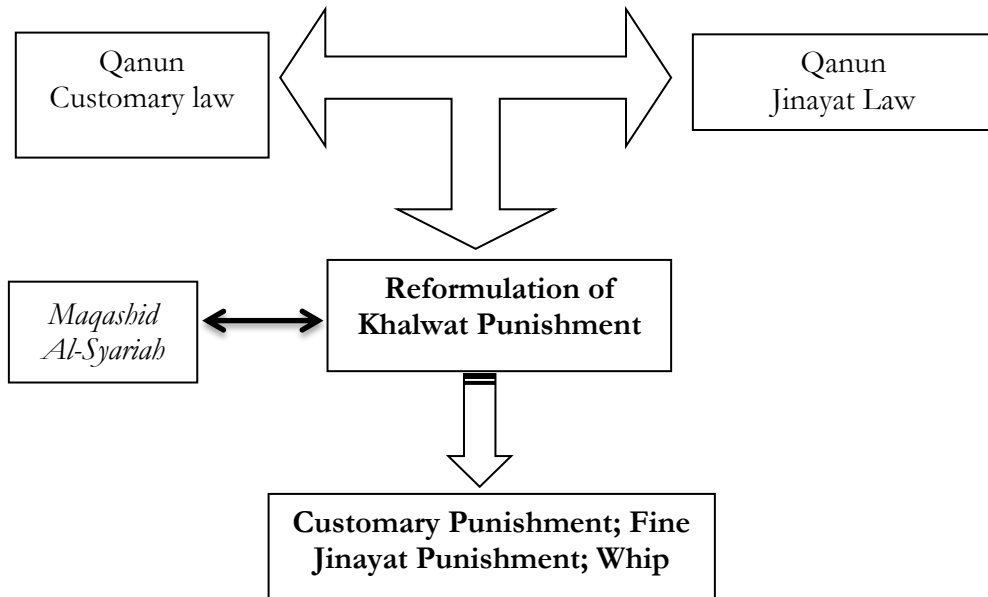 Qanun
Customary law
Qanun
Jinayat Law
Reformulation of
Khalwat Punishment
Maqashid
Al-Syariah
Customary Punishment; Fine
Jinayat Punishment; Whip